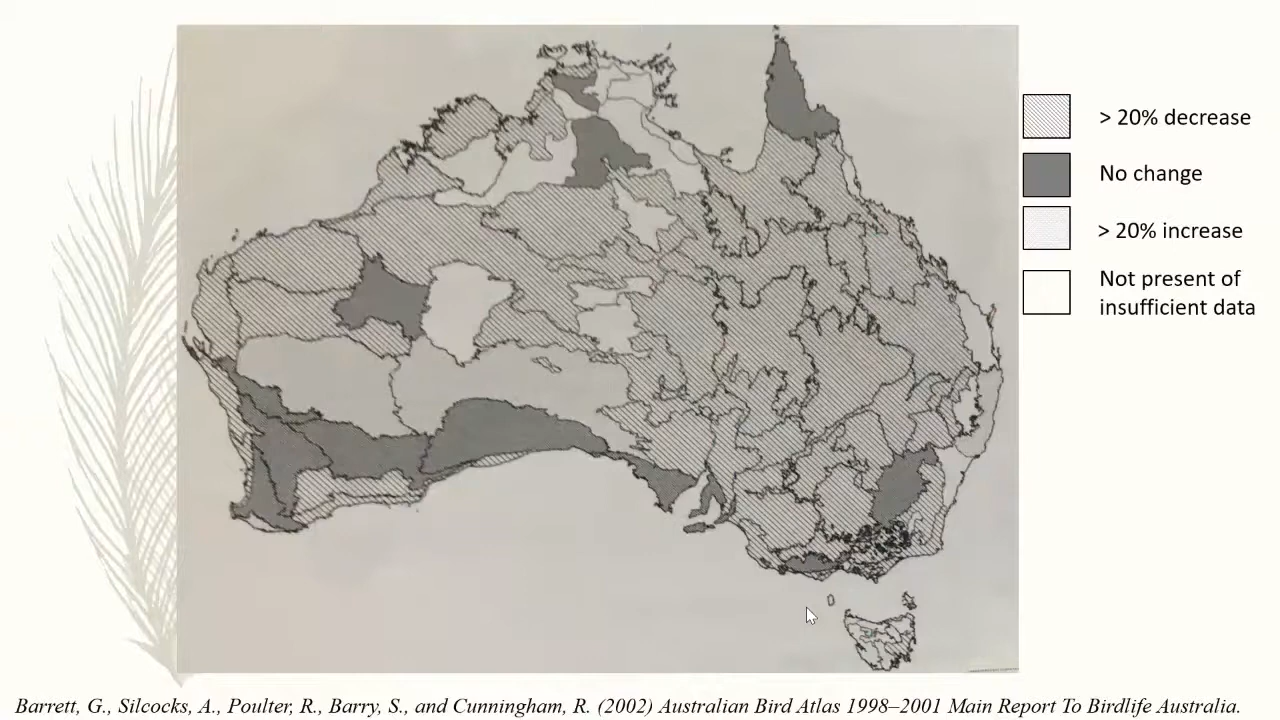 > 20% decrease
No change
> 20% increase
Not present of
insufficient data
Barrett, G., Silcocks, A., Poulter, R., Barry, S., and Cunningham, R. (2002) Australian Bird Atlas 1998–2001 Main Report To Birdlife Australia.